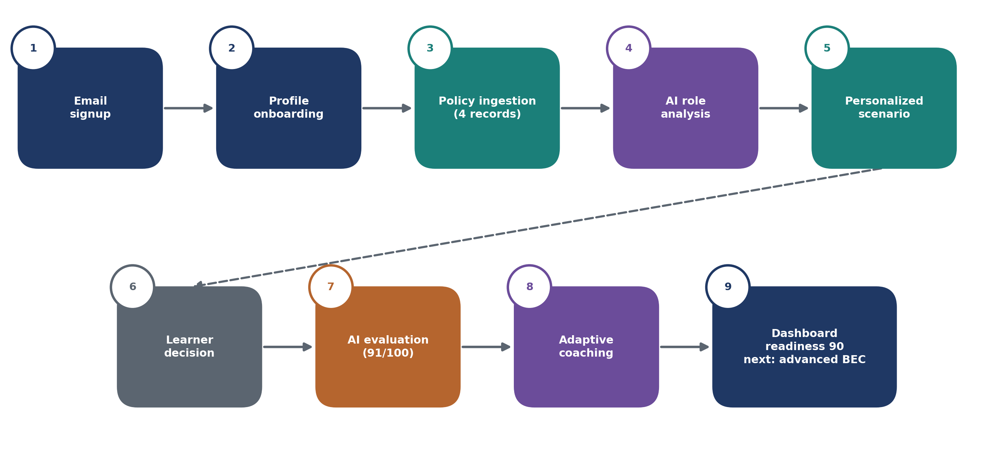 1
Email
signup
2
Profile
onboarding
3
Policy ingestion
(4 records)
4
AI role
analysis
5
Personalized
scenario
6
Learner
decision
7
AI evaluation
(91/100)
8
Adaptive
coaching
9
Dashboard
readiness 90
next: advanced BEC